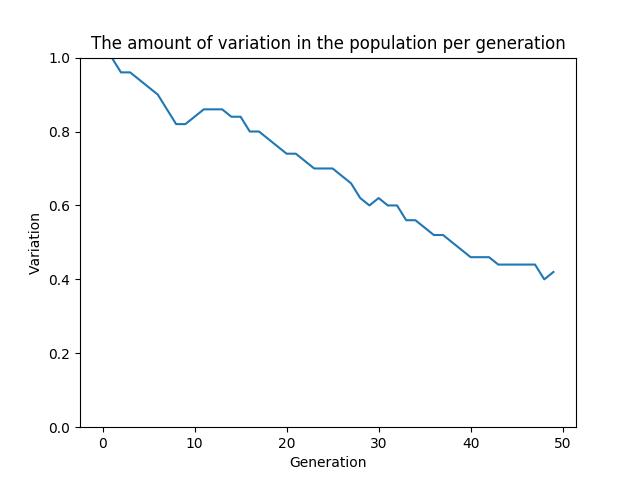 The amount of variation in the population per generation
1.0
0.8
0.6
0.4
0.2
0.0
Variation
0 10 20 30 40 50
Generation